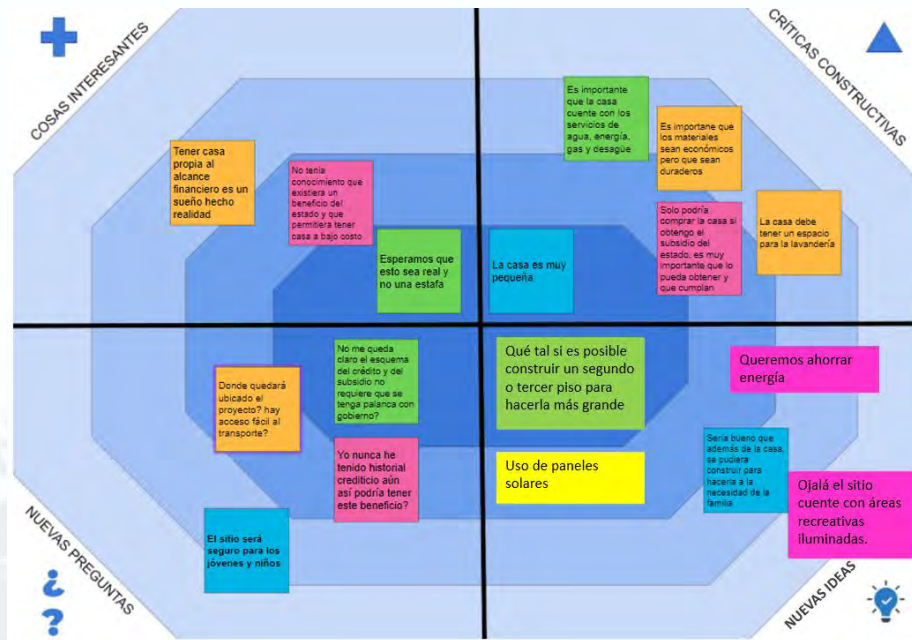 COSAS INTERESANTES
Tener casa
propia al
alcance
financiero es un
sueño hecho
realidad
No tenía
conocimiento que
existiera un
beneficio del
estado y que
permitiera tener
casa a bajo costo
Esperamos que
esto sea real y
no una estafa
CRÍTICAS CONSTRUCTIVAS
Es importante
que la casa
cuente con los
servicios de
agua, energía,
gas y desagüe
Es importane que
los materiales
sean económicos
pero que sean
duraderos
Solo podría
comprar la casa si
obtengo el
subsidio del
estado, es muy
importante que lo
pueda obtener y
que cumplan
La casa debe
tener un espacio
para la lavandería
La casa es muy
pequeña
NUEVAS PREGUNTAS
No me queda
claro el esquema
del crédito y del
subsidio no
requiere que se
tenga palanca con
gobierno?
Donde quedará
ubicado el
proyecto? hay
acceso fácil al
transporte?
Yo nunca he
tenido historial
crediticio aún
así podría tener
este beneficio?
El sitio será
seguro para los
jóvenes y niños
¿
?
NUEVAS IDEAS
Qué tal si es posible
construir un segundo
o tercer piso para
hacerla más grande
Queremos ahorrar
energía
Uso de paneles
solares
Sería bueno que
además de la casa,
se pudiera
construir para
hacerla a la
necesidad de la
familia
Ojalá el sitio
cuente con áreas
recreativas
iluminadas.